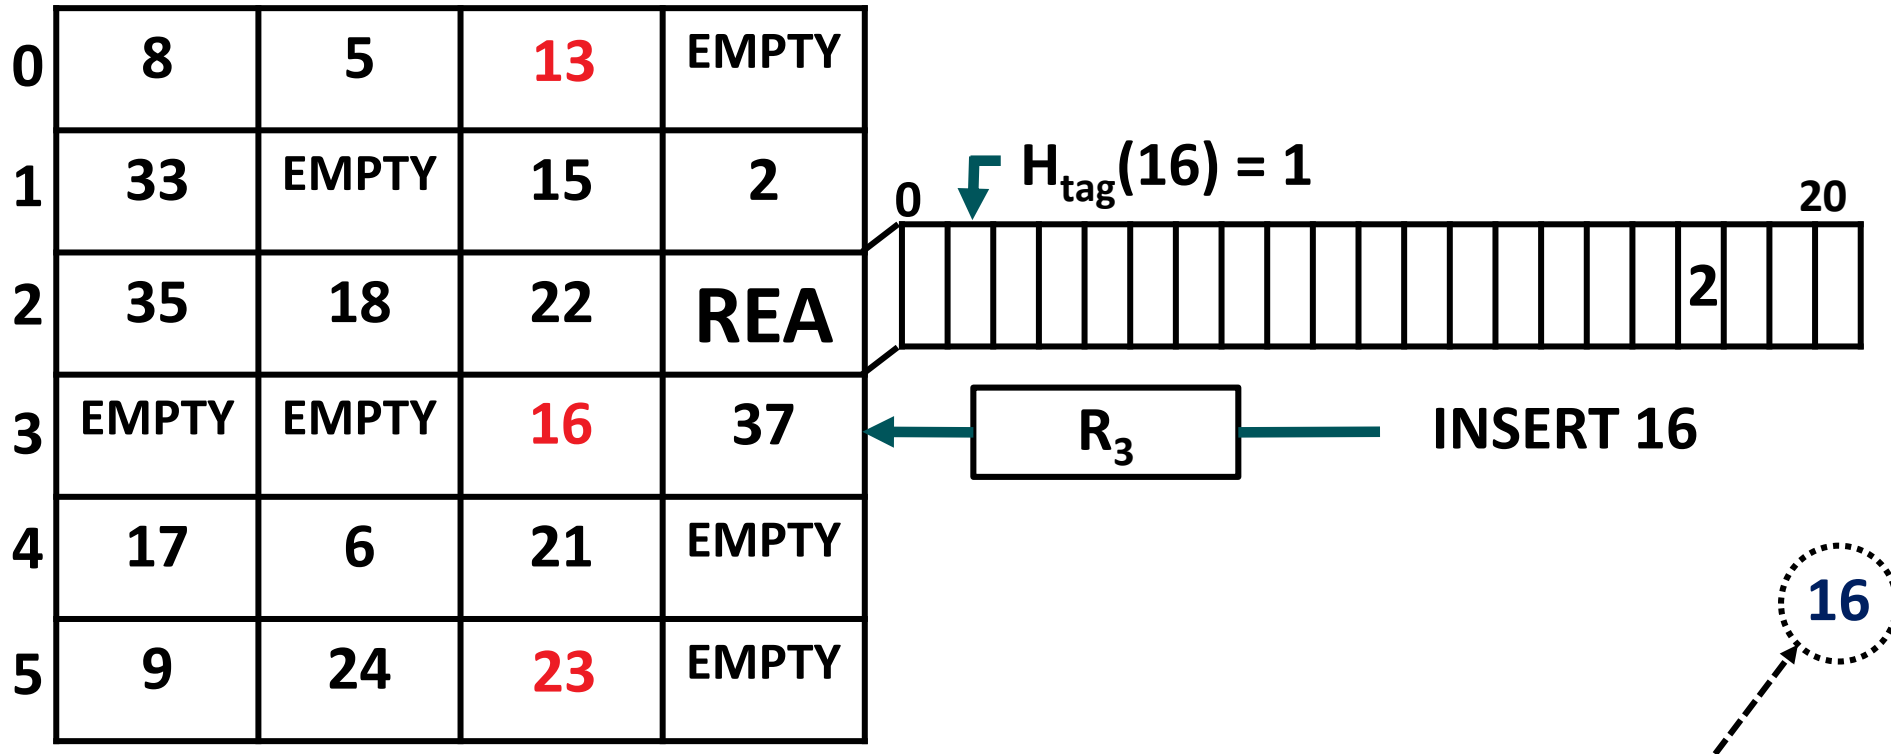 0 8 5 13 EMPTY
1 33 EMPTY 15 2
H_tag(16) = 1
0 20
2 35 18 22 REA
2
3 EMPTY EMPTY 16 37
R_3
INSERT 16
4 17 6 21 EMPTY
16
5 9 24 23 EMPTY